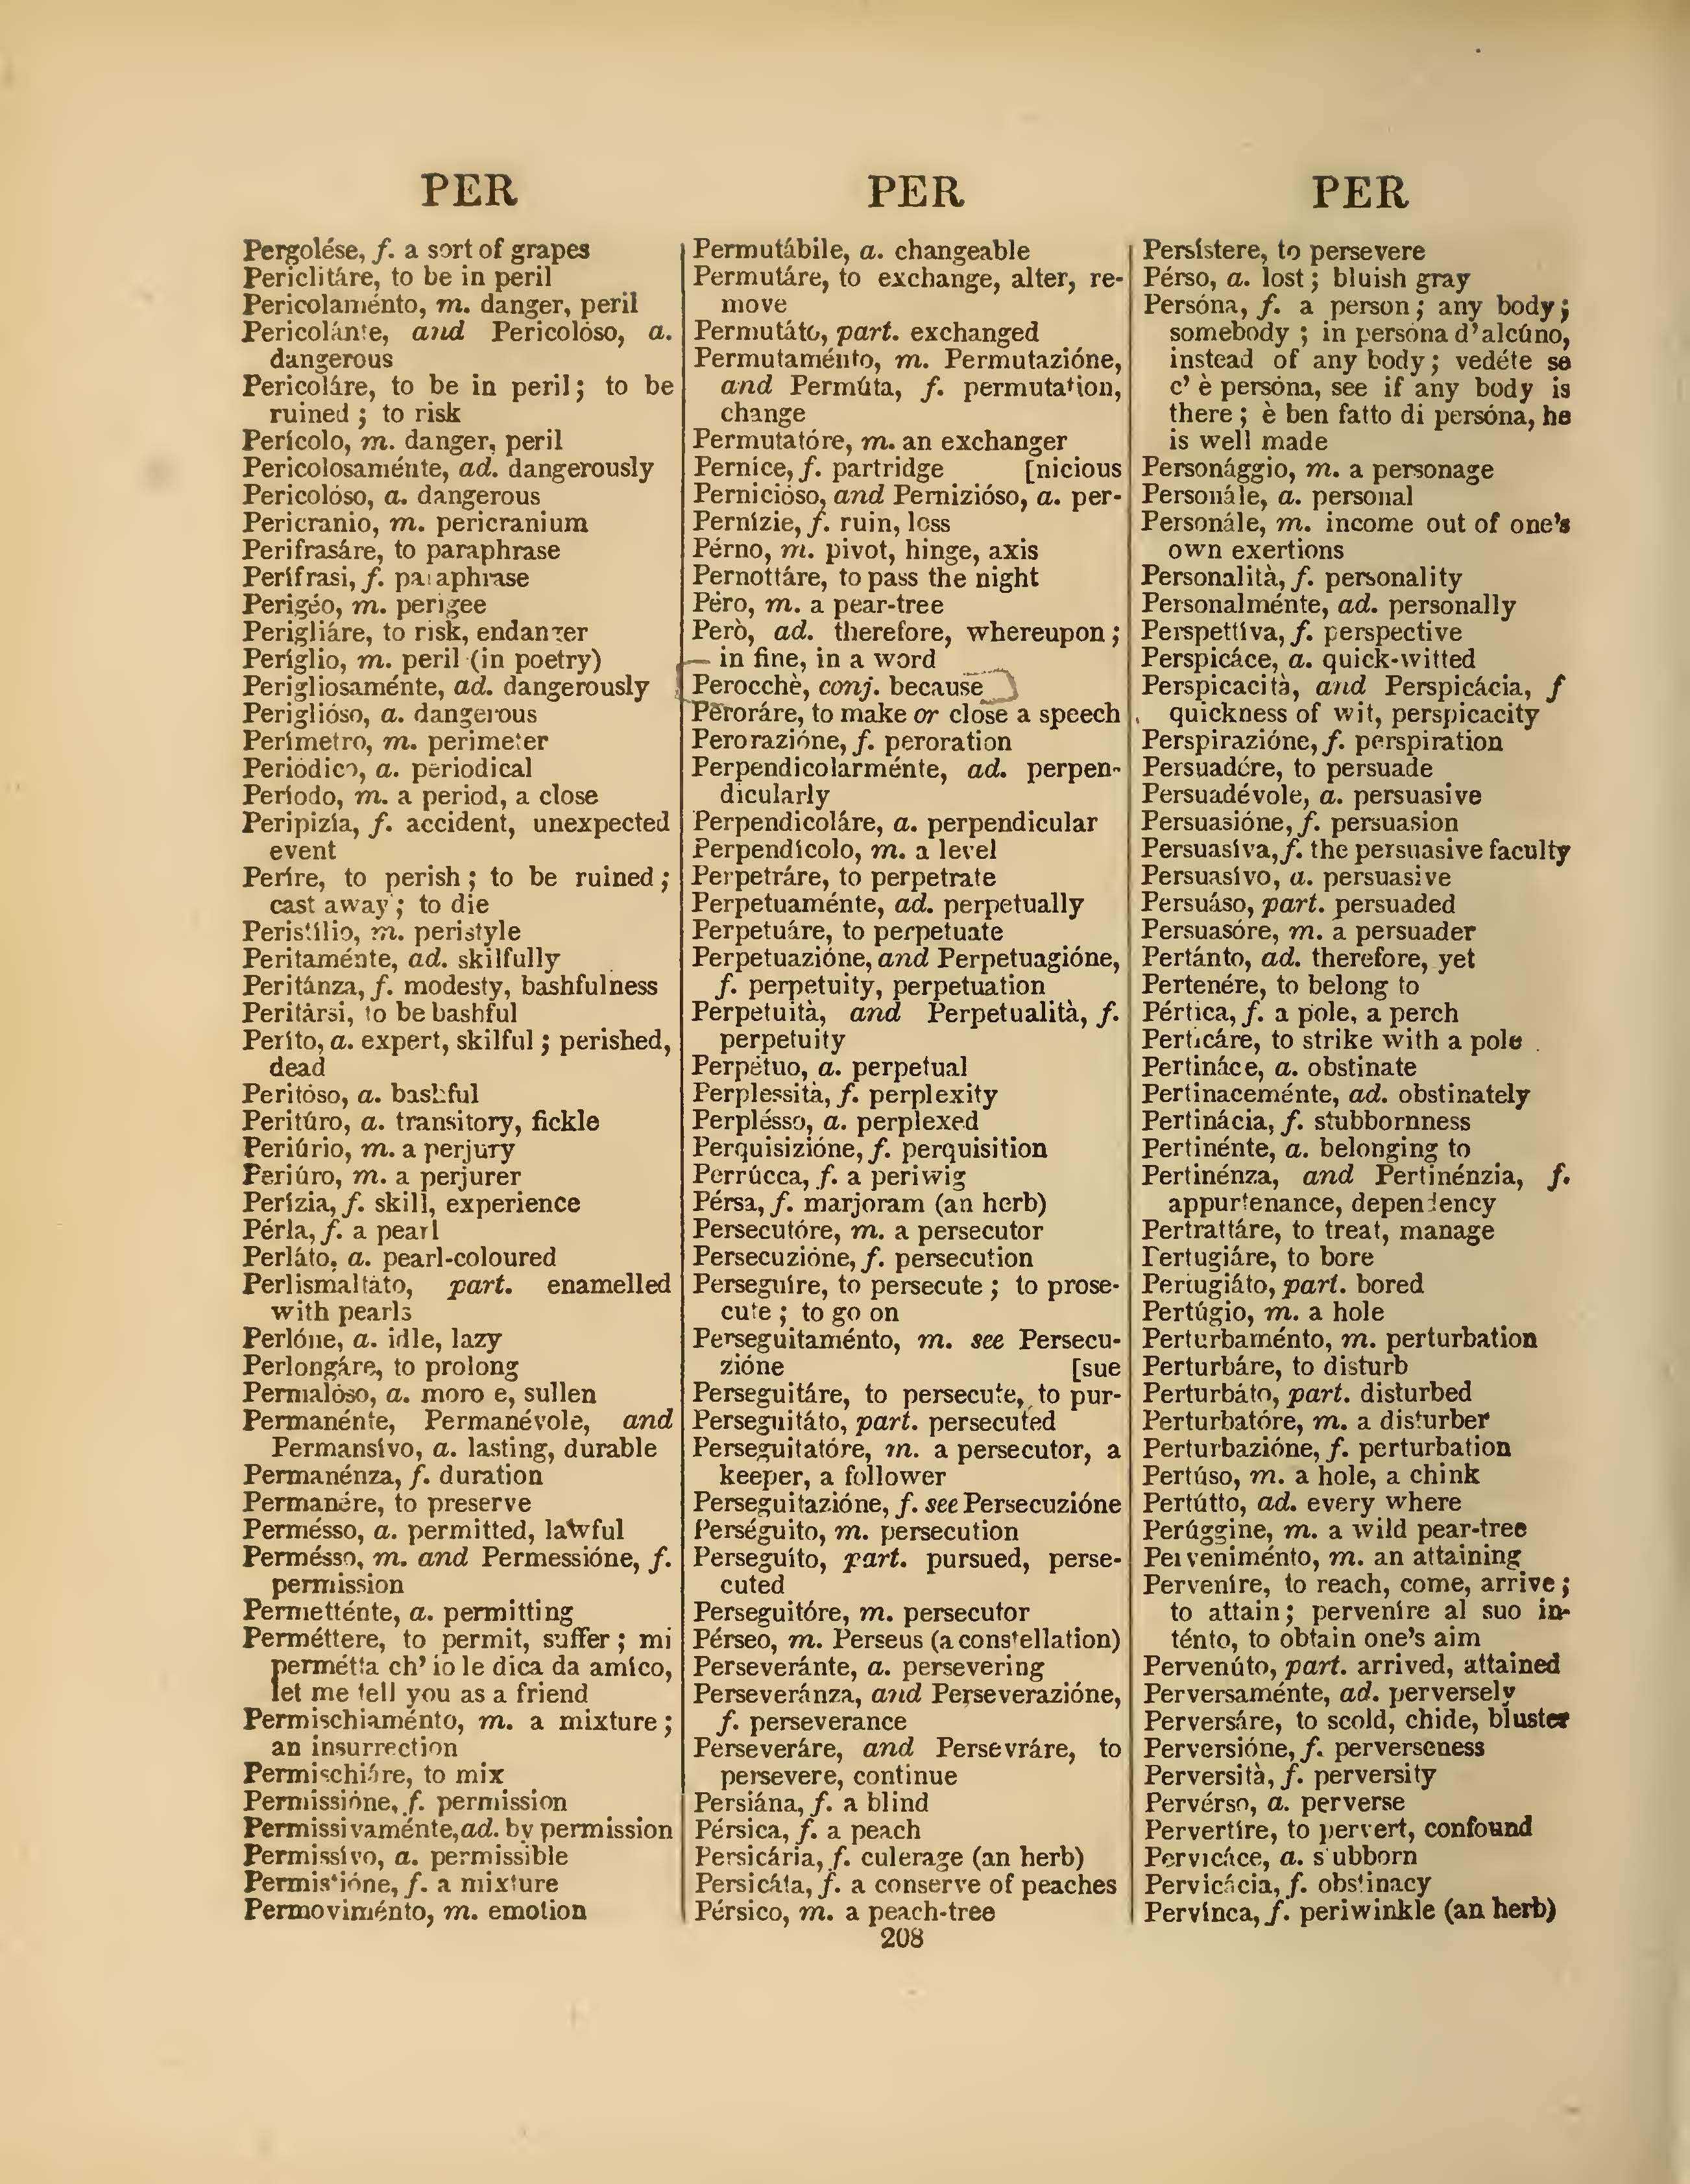 PER
Pergolése, f. a sort of grapes
Periclitáre, to be in peril
Pericolaménto, m. danger, peril
Pericolánte, and Pericolóso, a.
dangerous
Pericoláre, to be in peril; to be
ruined ; to risk
Perícolo, m. danger, peril
Pericolosaménte, ad. dangerously
Pericolóso, a. dangerous
Pericranio, m. pericranium
Perifrasáre, to paraphrase
Perífrasi, f. paraphrase
Perigéo, m. perigee
Perigliáre, to risk, endanger
Períglio, m. peril (in poetry)
Perigliosaménte, ad. dangerously
Periglióso, a. dangerous
Perímetro, m. perimeter
Periódico, a. periodical
Período, m. a period, a close
Peripizía, f. accident, unexpected
event
Períre, to perish ; to be ruined ;
cast away ; to die
Peristílio, m. peristyle
Peritaménte, ad. skilfully
Peritánza, f. modesty, bashfulness
Peritársi, to be bashful
Períto, a. expert, skilful ; perished,
dead
Peritóso, a. bashful
Peritúro, a. transitory, fickle
Periúrio, m. a perjury
Periúro, m. a perjurer
Perízia, f. skill, experience
Pérla, f. a pearl
Perláto, a. pearl-coloured
Perlismaltáto, part. enamelled
with pearls
Perlóne, a. idle, lazy
Perlongáre, to prolong
Permalóso, a. moro e, sullen
Permanénte, Permanévole, and
Permansívo, a. lasting, durable
Permanénza, f. duration
Permanére, to preserve
Permésso, a. permitted, lawful
Permésso, m. and Permessióne, f.
permission
Permetténte, a. permitting
Perméttere, to permit, suffer ; mi
permétta ch' io le dica da amíco,
let me tell you as a friend
Permischiaménto, m. a mixture ;
an insurrection
Permischiáre, to mix
Permissióne, f. permission
Permissivaménte, ad. by permission
Permissívo, a. permissible
Permistióne, f. a mixture
Permoviménto, m. emotion
PER
Permutábile, a. changeable
Permutáre, to exchange, alter, re-
move
Permutáto, part. exchanged
Permutaménto, m. Permutazióne,
and Permúta, f. permutation,
change
Permutatóre, m. an exchanger
Perníce, f. partridge [nicious
Pernicióso, and Pernizióso, a. per-
Pernízie, f. ruin, loss
Pérno, m. pivot, hinge, axis
Pernottáre, to pass the night
Péro, m. a pear-tree
Però, ad. therefore, whereupon ;
in fine, in a word
Perocchè, conj. because
Peroráre, to make or close a speech
Perorazióne, f. peroration
Perpendicolarménte, ad. perpen-
dicularly
Perpendicoláre, a. perpendicular
Perpendícolo, m. a level
Perpetráre, to perpetrate
Perpetuaménte, ad. perpetually
Perpetuáre, to perpetuate
Perpetuazióne, and Perpetuagióne,
f. perpetuity, perpetuation
Perpetuità, and Perpetualità, f.
perpetuity
Perpétuo, a. perpetual
Perplessità, f. perplexity
Perplésso, a. perplexed
Perquisizióne, f. perquisition
Perrúcca, f. a periwig
Pérsa, f. marjoram (an herb)
Persecutóre, m. a persecutor
Persecuzióne, f. persecution
Perseguíre, to persecute ; to prose-
cute ; to go on
Perseguitaménto, m. see Persecu-
zióne [sue
Perseguitáre, to persecute, to pur-
Perseguitáto, part. persecuted
Perseguitatóre, m. a persecutor, a
keeper, a follower
Perseguitazióne, f. see Persecuzióne
Perséguito, m. persecution
Perseguíto, part. pursued, perse-
cuted
Perseguitóre, m. persecutor
Pérseo, m. Perseus (a constellation)
Perseveránte, a. persevering
Perseveránza, and Perseverazióne,
f. perseverance
Perseveráre, and Persevráre, to
persevere, continue
Persiána, f. a blind
Pérsica, f. a peach
Persicária, f. culerage (an herb)
Persicáta, f. a conserve of peaches
Pérsico, m. a peach-tree
PER
Persístere, to persevere
Pérso, a. lost ; bluish gray
Persóna, f. a person ; any body ;
somebody ; in persóna d'alcúno,
instead of any body ; vedéte se
c' è persóna, see if any body is
there ; è ben fatto di persóna, he
is well made
Personággio, m. a personage
Personále, a. personal
Personále, m. income out of one's
own exertions
Personalità, f. personality
Personalménte, ad. personally
Perspettíva, f. perspective
Perspicáce, a. quick-witted
Perspicacità, and Perspicácia, f
quickness of wit, perspicacity
Perspirazióne, f. perspiration
Persuadére, to persuade
Persuadévole, a. persuasive
Persuasióne, f. persuasion
Persuasíva, f. the persuasive faculty
Persuasívo, a. persuasive
Persuáso, part. persuaded
Persuasóre, m. a persuader
Pertánto, ad. therefore, yet
Pertenére, to belong to
Pértica, f. a pole, a perch
Perticáre, to strike with a pole
Pertináce, a. obstinate
Pertinaceménte, ad. obstinately
Pertinácia, f. stubbornness
Pertinénte, a. belonging to
Pertinénza, and Pertinénzia, f.
appurtenance, dependency
Pertrattáre, to treat, manage
Pertugiáre, to bore
Pertugiáto, part. bored
Pertúgio, m. a hole
Perturbaménto, m. perturbation
Perturbáre, to disturb
Perturbáto, part. disturbed
Perturbatóre, m. a disturber
Perturbazióne, f. perturbation
Pertúso, m. a hole, a chink
Pertútto, ad. every where
Perúggine, m. a wild pear-tree
Perveniménto, m. an attaining
Perveníre, to reach, come, arrive ;
to attain ; perveníre al suo in-
ténto, to obtain one's aim
Pervenúto, part. arrived, attained
Perversaménte, ad. perversely
Perversáre, to scold, chide, bluster
Perversióne, f. perverseness
Perversità, f. perversity
Pervérso, a. perverse
Pervertíre, to pervert, confound
Pervicáce, a. s ubborn
Pervicácia, f. obstinacy
Pervínca, f. periwinkle (an herb)
208